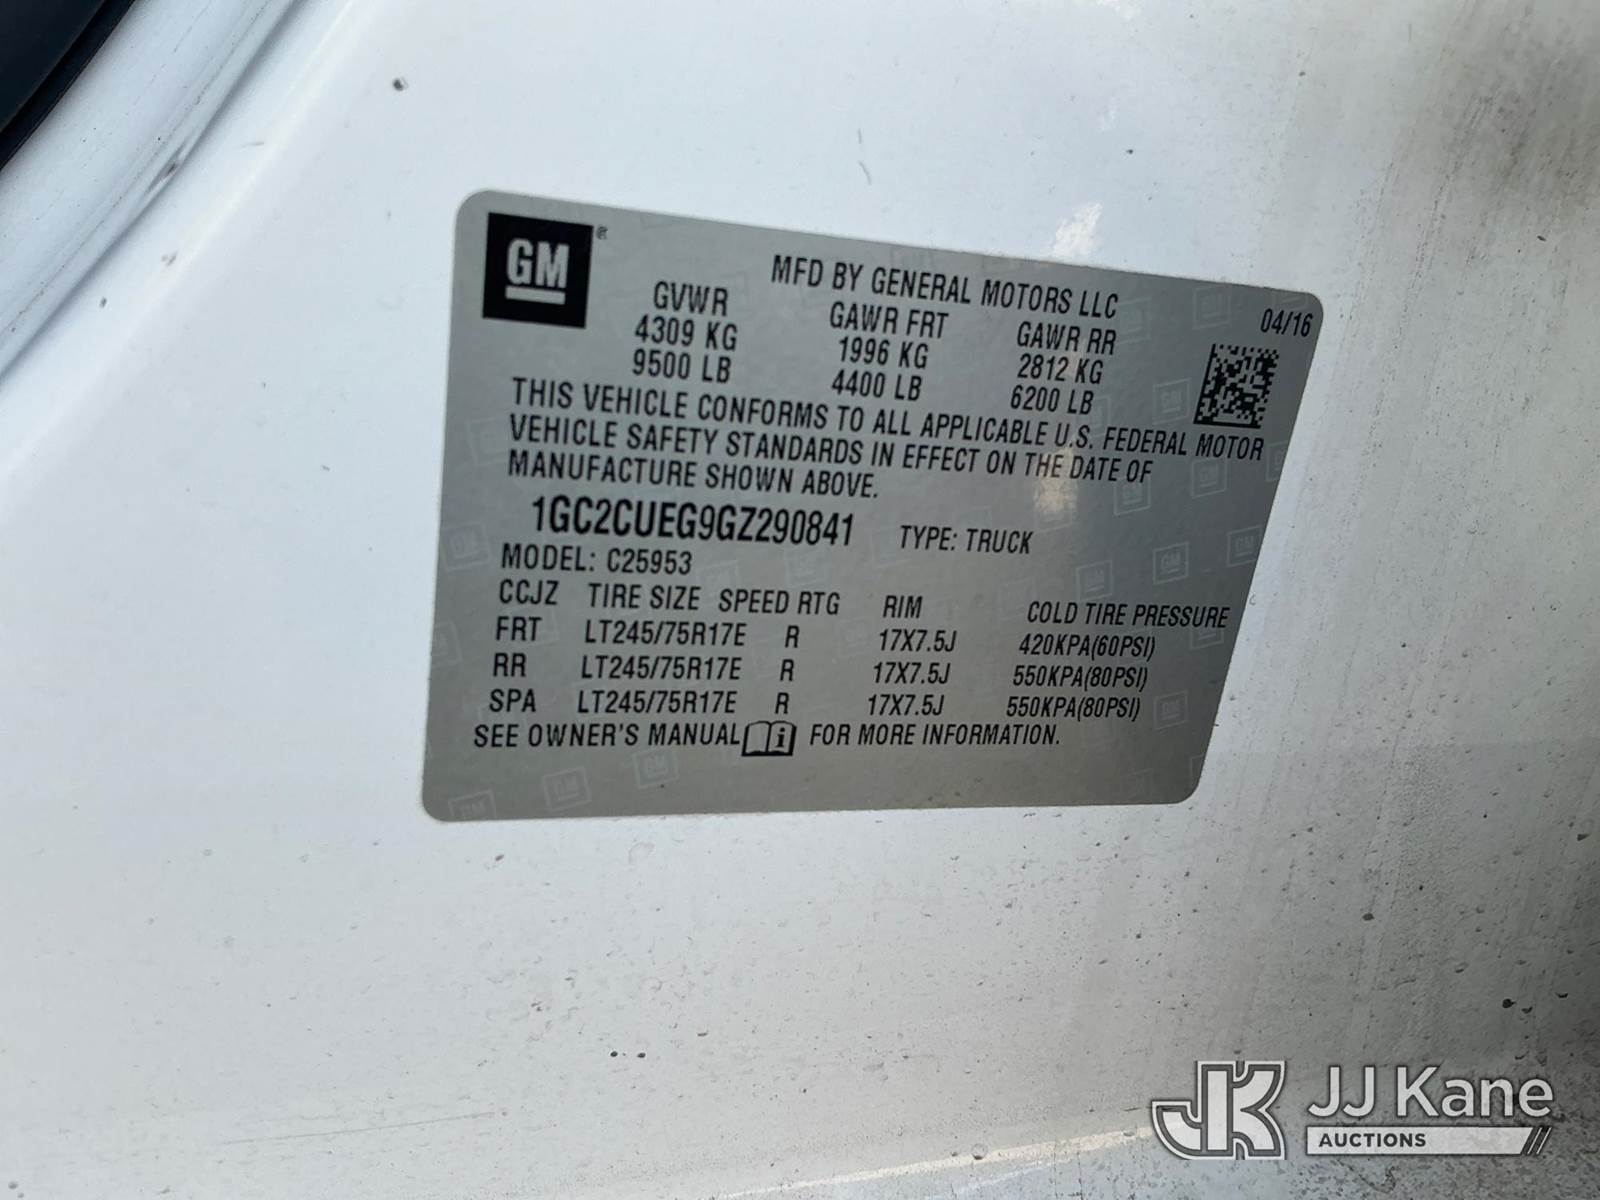 GM®
MFD BY GENERAL MOTORS LLC
04/16
GVWR GAWR FRT GAWR RR
4309 KG 1996 KG 2812 KG
9500 LB 4400 LB 6200 LB
THIS VEHICLE CONFORMS TO ALL APPLICABLE U.S. FEDERAL MOTOR
VEHICLE SAFETY STANDARDS IN EFFECT ON THE DATE OF
MANUFACTURE SHOWN ABOVE.
1GC2CUEG9GZ290841 TYPE: TRUCK
MODEL: C25953
CCJZ TIRE SIZE SPEED RTG RIM COLD TIRE PRESSURE
FRT LT245/75R17E R 17X7.5J 420KPA(60PSI)
RR LT245/75R17E R 17X7.5J 550KPA(80PSI)
SPA LT245/75R17E R 17X7.5J 550KPA(80PSI)
SEE OWNER'S MANUAL i FOR MORE INFORMATION.
JK JJ Kane
AUCTIONS